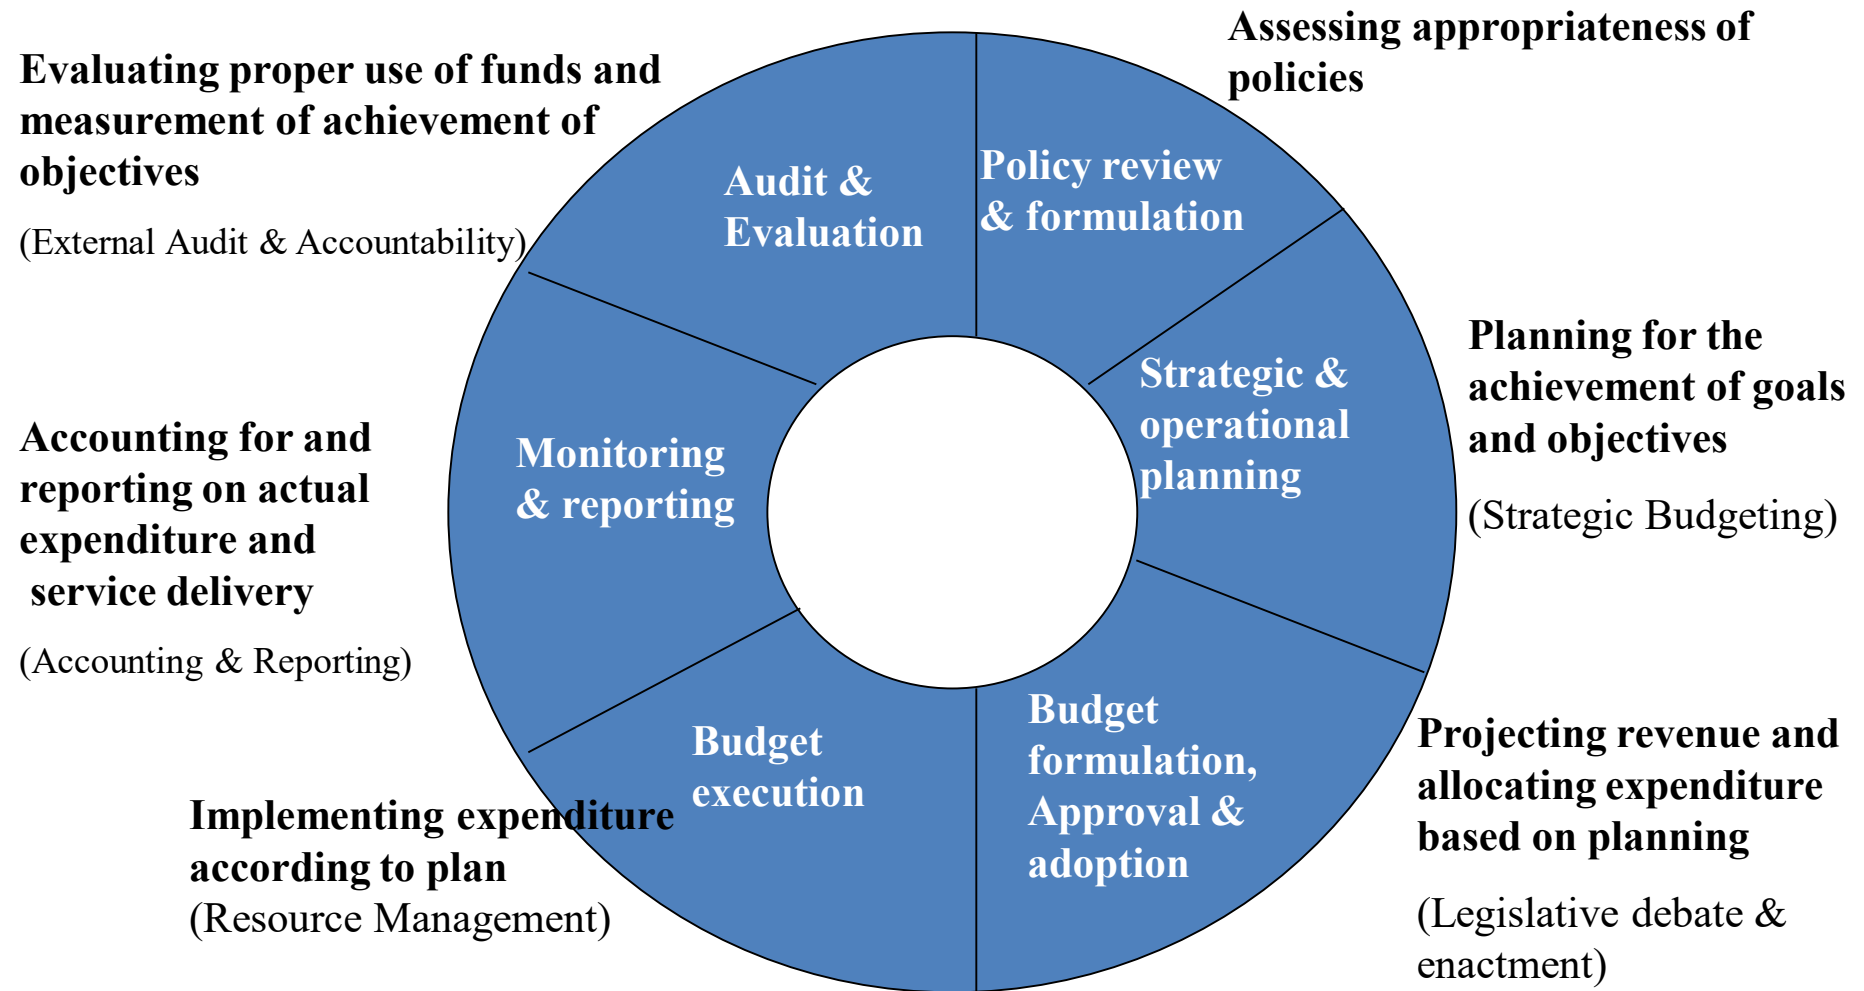 Assessing appropriateness of
policies
Evaluating proper use of funds and
measurement of achievement of
objectives
(External Audit & Accountability)
Audit &
Evaluation
Policy review
& formulation
Strategic &
operational
planning
Planning for the
achievement of goals
and objectives
(Strategic Budgeting)
Accounting for and
reporting on actual
expenditure and
service delivery
(Accounting & Reporting)
Monitoring
& reporting
Budget
execution
Implementing expenditure
according to plan
(Resource Management)
Budget
formulation,
Approval &
adoption
Projecting revenue and
allocating expenditure
based on planning
(Legislative debate &
enactment)